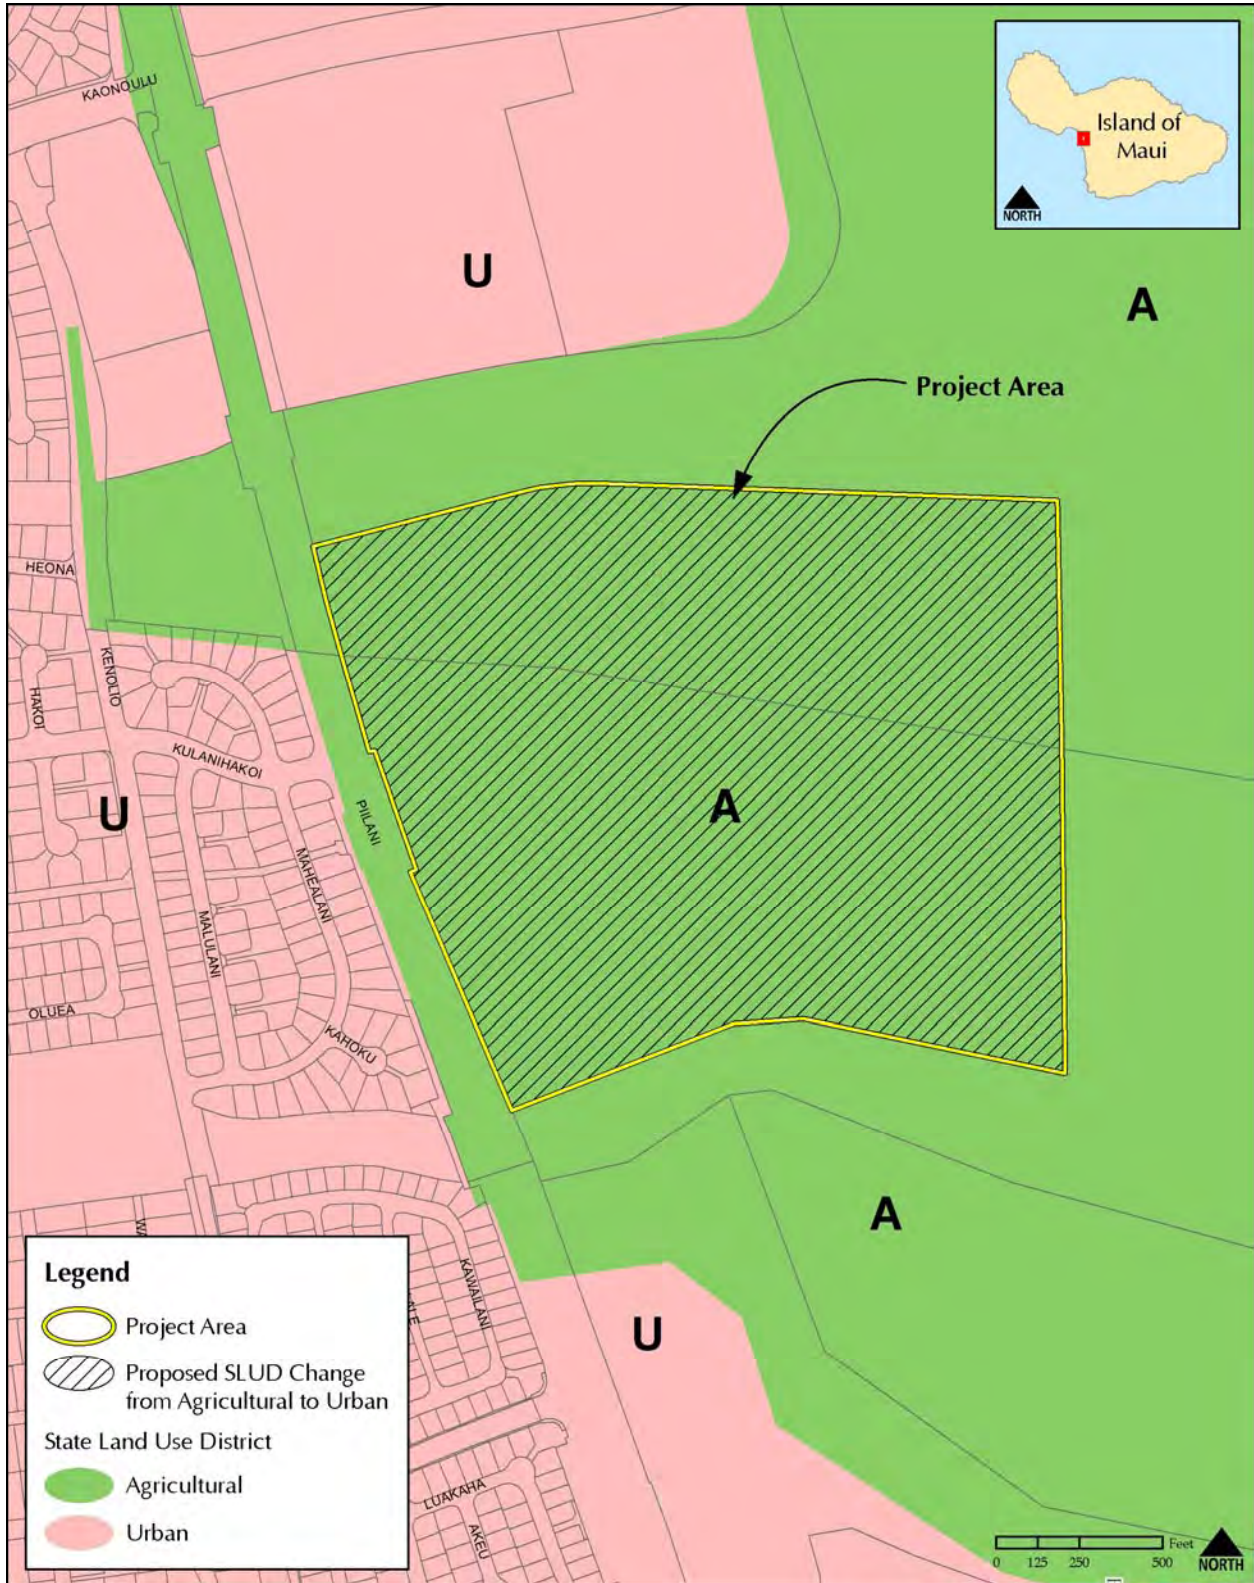 KAONOULU
Island of
Maui
NORTH
U
A
Project Area
HEONA
KENOLIO
HAKOI
KULANIHAKOI
U
PIILANI
A
MAHEALANI
MALULANI
OLUEA
KAHOKU
A
KAWAILANI
U
LUAKAHA
AKEU
Legend
Project Area
Proposed SLUD Change
from Agricultural to Urban
State Land Use District
Agricultural
Urban
Feet
0 125 250 500
NORTH